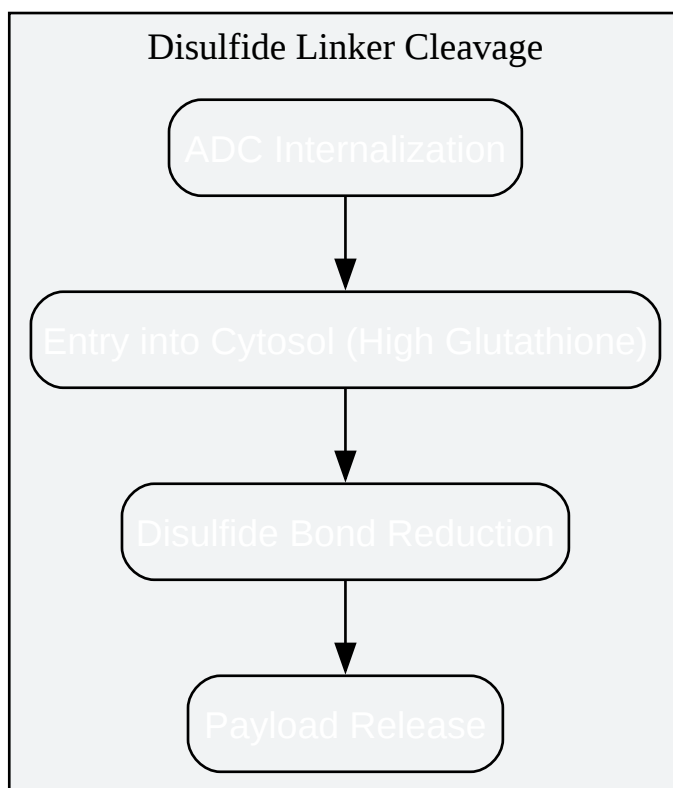 Disulfide Linker Cleavage
ADC Internalization
Entry into Cytosol (High Glutathione)
Disulfide Bond Reduction
Payload Release